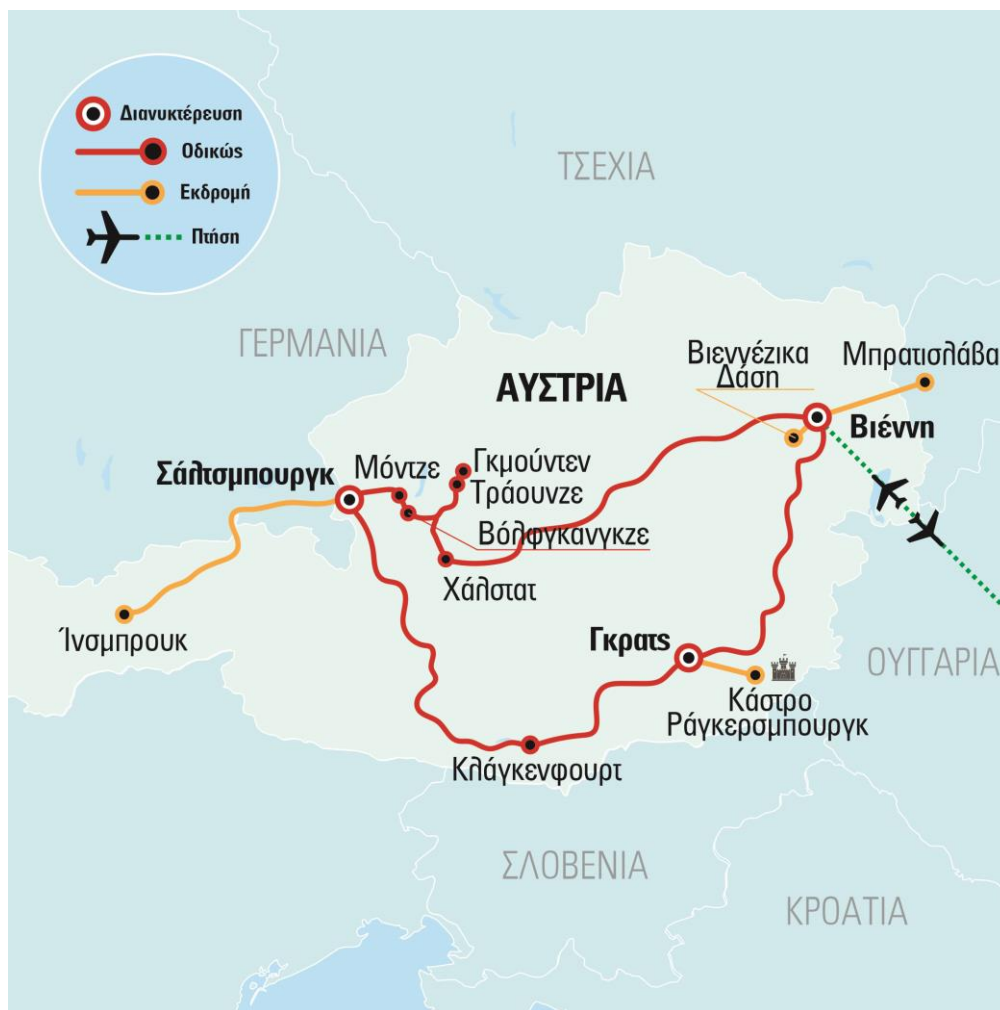 Διανυκτέρευση
Οδικώς
Εκδρομή
Πτήση
ΤΣΕΧΙΑ
ΓΕΡΜΑΝΙΑ
ΑΥΣΤΡΙΑ
Βιεννέζικα
Δάση
Μπρατισλάβα
Βιέννη
Σάλτσμπουργκ
Μόντζε
Γκμούντεν
Τράουνζε
Βόλφγκανγκζε
Χάλστατ
Ίνσμπρουκ
Γκρατς
ΟΥΓΓΑΡΙΑ
Κάστρο
Ράγκερσμπουργκ
Κλάγκενφουρτ
ΣΛΟΒΕΝΙΑ
ΚΡΟΑΤΙΑ